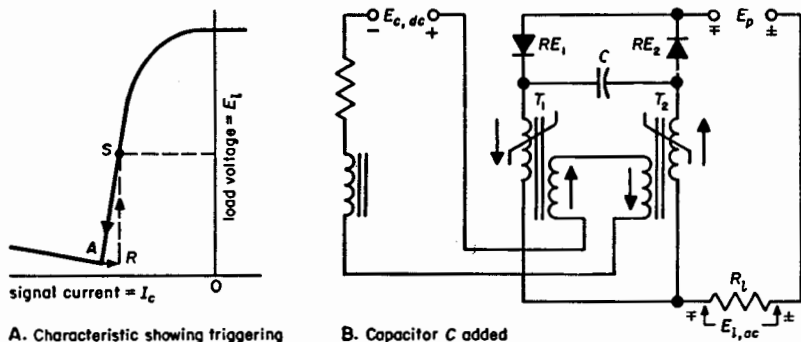 S
A
R
O
load voltage = E_l
signal current = I_c
A. Characteristic showing triggering
E_c, dc
- +
E_p
∓ ±
RE_1
RE_2
C
T_1
T_2
R_l
∓ ±
E_l, ac
B. Capacitor C added